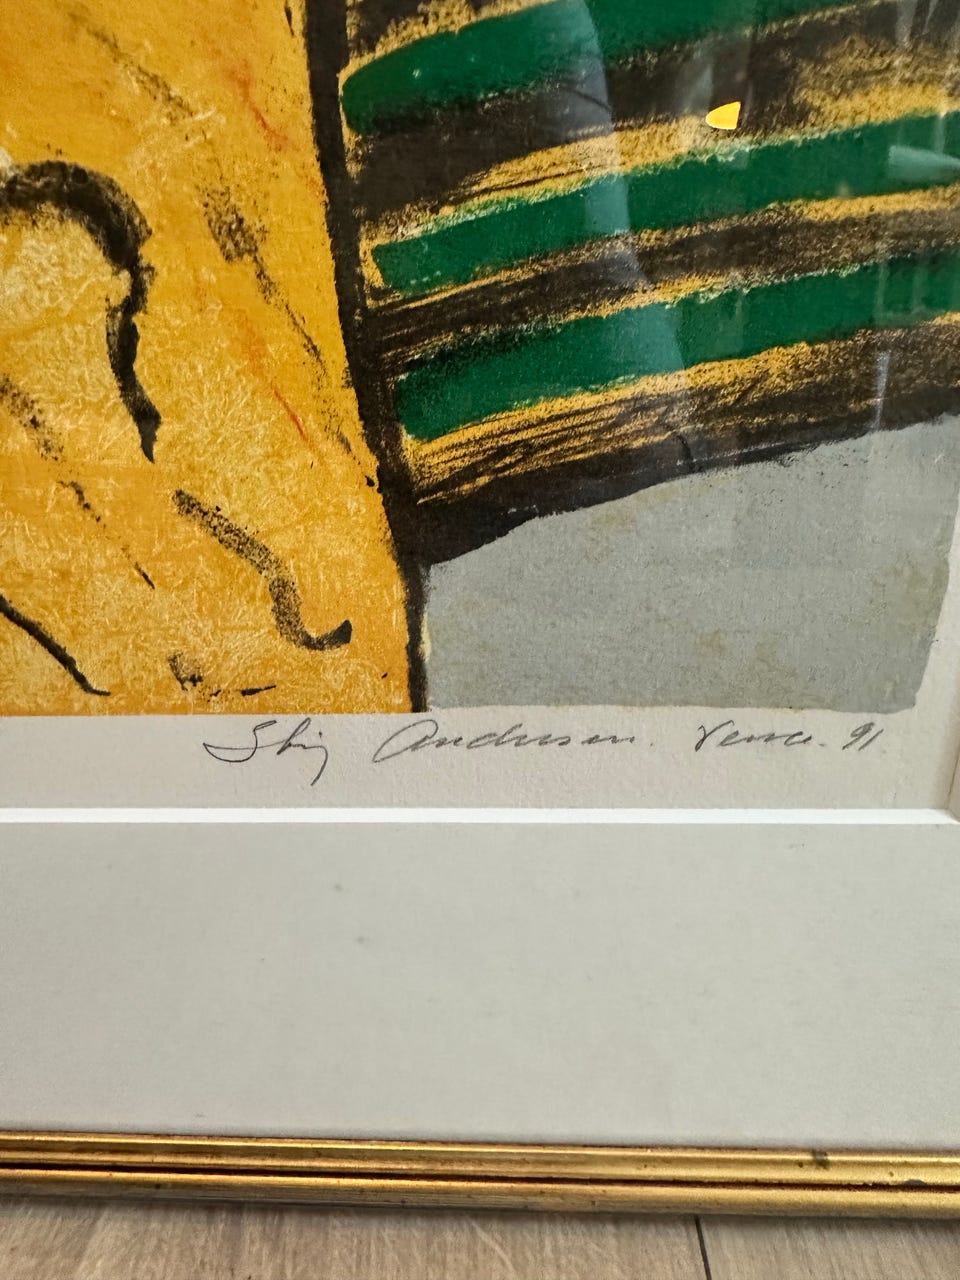 Stig Andersen. Vence. 91.